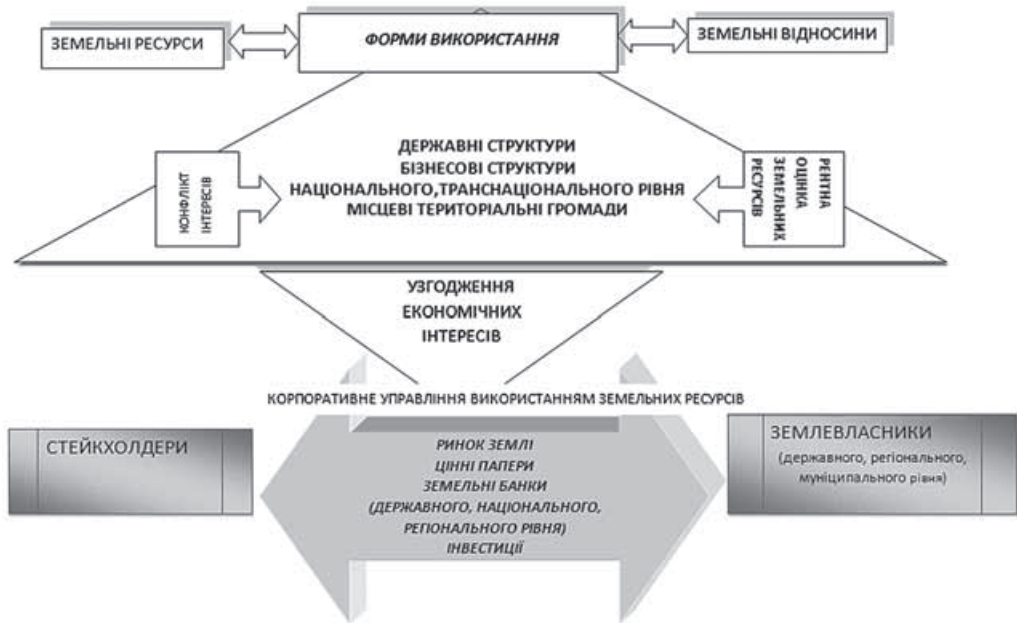 ЗЕМЕЛЬНІ РЕСУРСИ
ФОРМИ ВИКОРИСТАННЯ
ЗЕМЕЛЬНІ ВІДНОСИНИ
ДЕРЖАВНІ СТРУКТУРИ
БІЗНЕСОВІ СТРУКТУРИ
НАЦІОНАЛЬНОГО,ТРАНСНАЦІОНАЛЬНОГО РІВНЯ
МІСЦЕВІ ТЕРИТОРІАЛЬНІ ГРОМАДИ
КОНФЛІКТ
ІНТЕРЕСІВ
РЕНТНА
ОЦІНКА
ЗЕМЕЛЬНИХ
РЕСУРСІВ
УЗГОДЖЕННЯ
ЕКОНОМІЧНИХ
ІНТЕРЕСІВ
КОРПОРАТИВНЕ УПРАВЛІННЯ ВИКОРИСТАННЯМ ЗЕМЕЛЬНИХ РЕСУРСІВ
СТЕЙКХОЛДЕРИ
РИНОК ЗЕМЛІ
ЦІННІ ПАПЕРИ
ЗЕМЕЛЬНІ БАНКИ
(ДЕРЖАВНОГО, НАЦІОНАЛЬНОГО,
РЕГІОНАЛЬНОГО РІВНЯ)
ІНВЕСТИЦІЇ
ЗЕМЛЕВЛАСНИКИ
(державного, регіонального,
муніципального рівня)